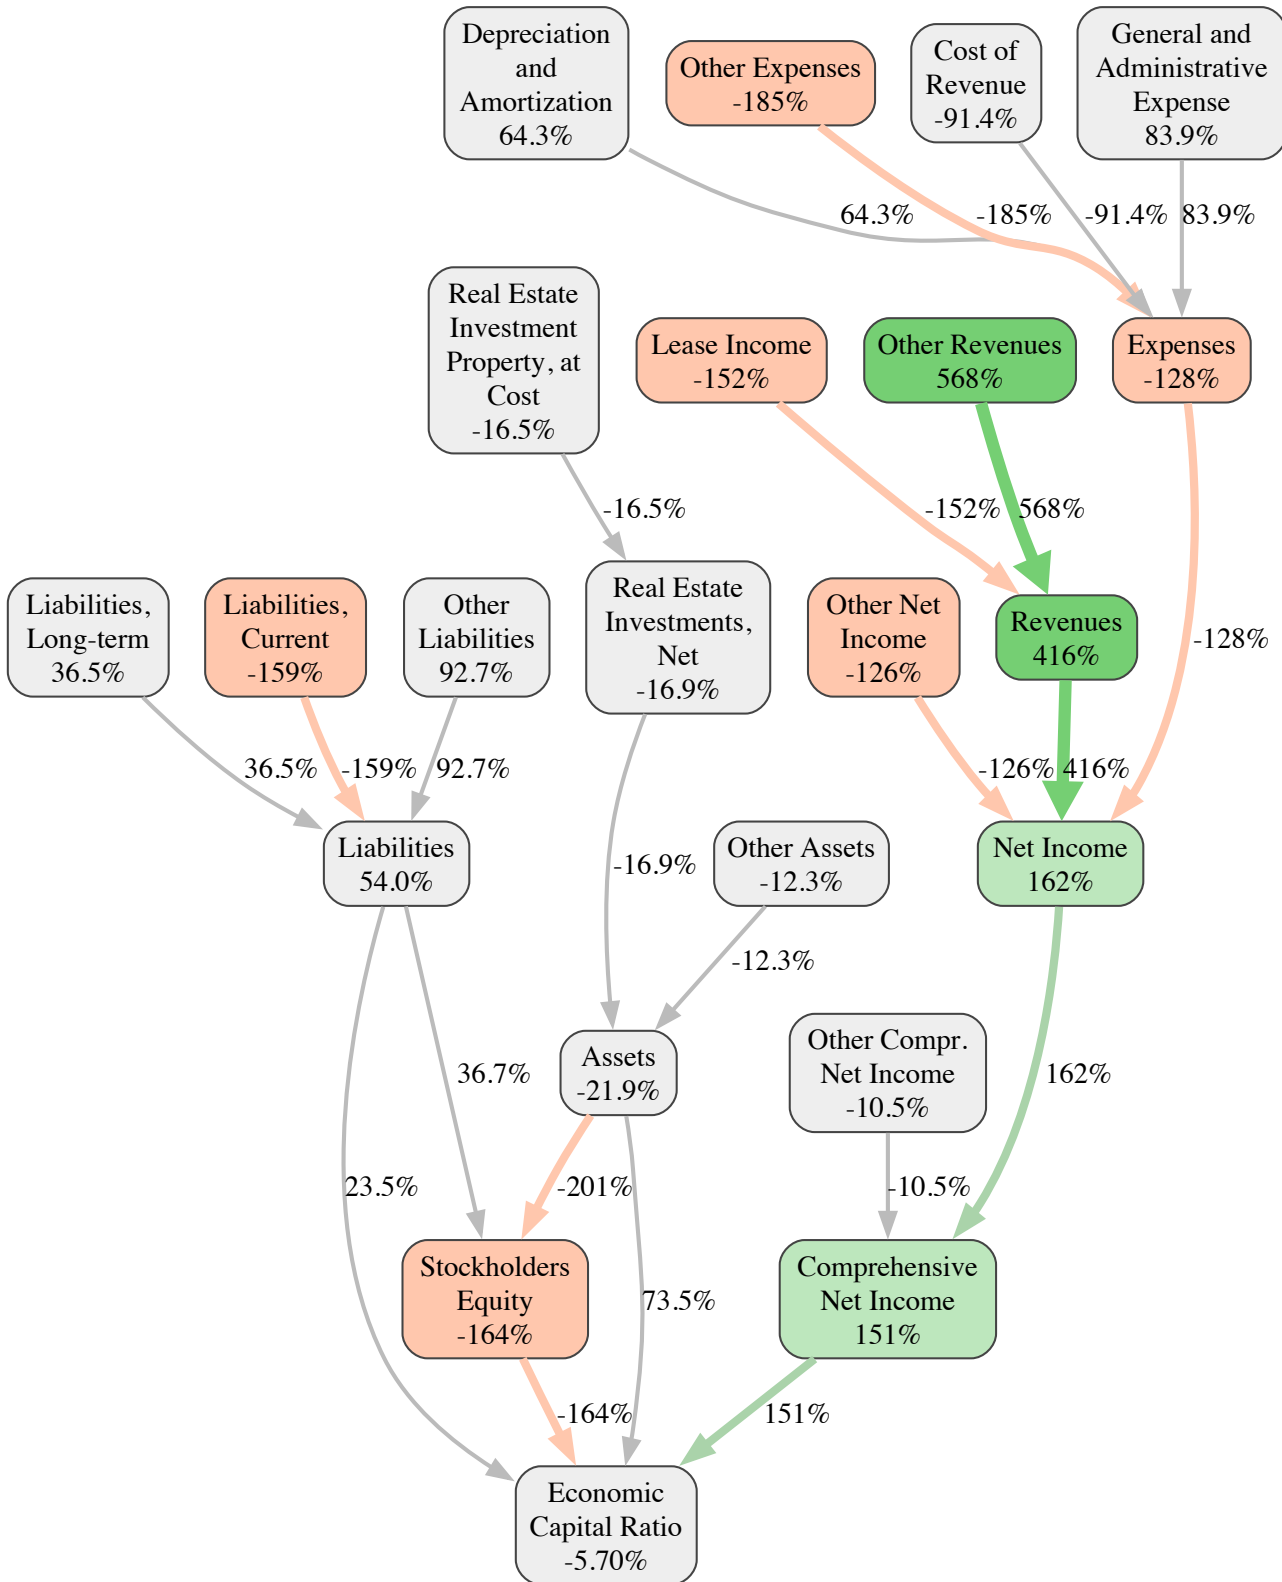 Depreciation
and
Amortization
64.3%
Other Expenses
-185%
Cost of
Revenue
-91.4%
General and
Administrative
Expense
83.9%
64.3%
-185%
-91.4%
83.9%
Real Estate
Investment
Property, at
Cost
-16.5%
Lease Income
-152%
Other Revenues
568%
Expenses
-128%
-16.5%
-152%
568%
Liabilities,
Long-term
36.5%
Liabilities,
Current
-159%
Other
Liabilities
92.7%
Real Estate
Investments,
Net
-16.9%
Other Net
Income
-126%
Revenues
416%
-128%
36.5%
-159%
92.7%
-126%
416%
Liabilities
54.0%
-16.9%
Other Assets
-12.3%
Net Income
162%
-12.3%
Assets
-21.9%
36.7%
Other Compr.
Net Income
-10.5%
162%
23.5%
-201%
-10.5%
Stockholders
Equity
-164%
73.5%
Comprehensive
Net Income
151%
-164%
151%
Economic
Capital Ratio
-5.70%